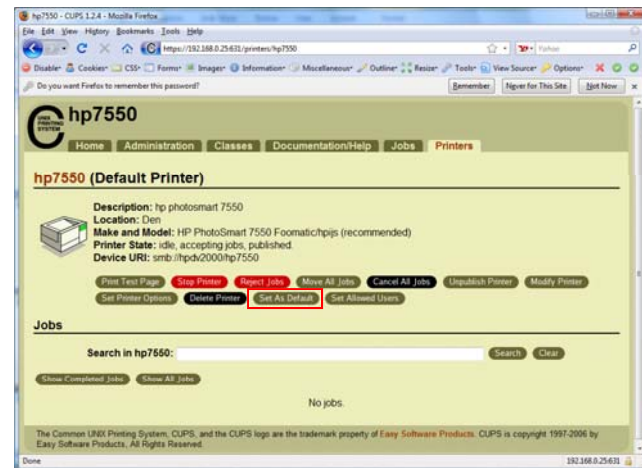 hp7550 - CUPS 1.2.4 - Mozilla Firefox
File Edit View History Bookmarks Tools Help
https://192.168.0.25:631/printers/hp7550
Yahoo
Disable Cookies CSS Forms Images Information Miscellaneous Outline Resize Tools View Source Options
Do you want Firefox to remember this password?
Remember Never for This Site Not Now
UNIX PRINTING SYSTEM
hp7550
Home Administration Classes Documentation/Help Jobs Printers
hp7550 (Default Printer)
Description: hp photosmart 7550
Location: Den
Make and Model: HP PhotoSmart 7550 Foomatic/hpijs (recommended)
Printer State: idle, accepting jobs, published.
Device URI: smb://hpdv2000/hp7550
Print Test Page Stop Printer Reject Jobs Move All Jobs Cancel All Jobs Unpublish Printer Modify Printer
Set Printer Options Delete Printer Set As Default Set Allowed Users
Jobs
Search in hp7550:
Search Clear
Show Completed Jobs Show All Jobs
No jobs.
The Common UNIX Printing System, CUPS, and the CUPS logo are the trademark property of Easy Software Products. CUPS is copyright 1997-2006 by
Easy Software Products, All Rights Reserved.
Done
192.168.0.25:631